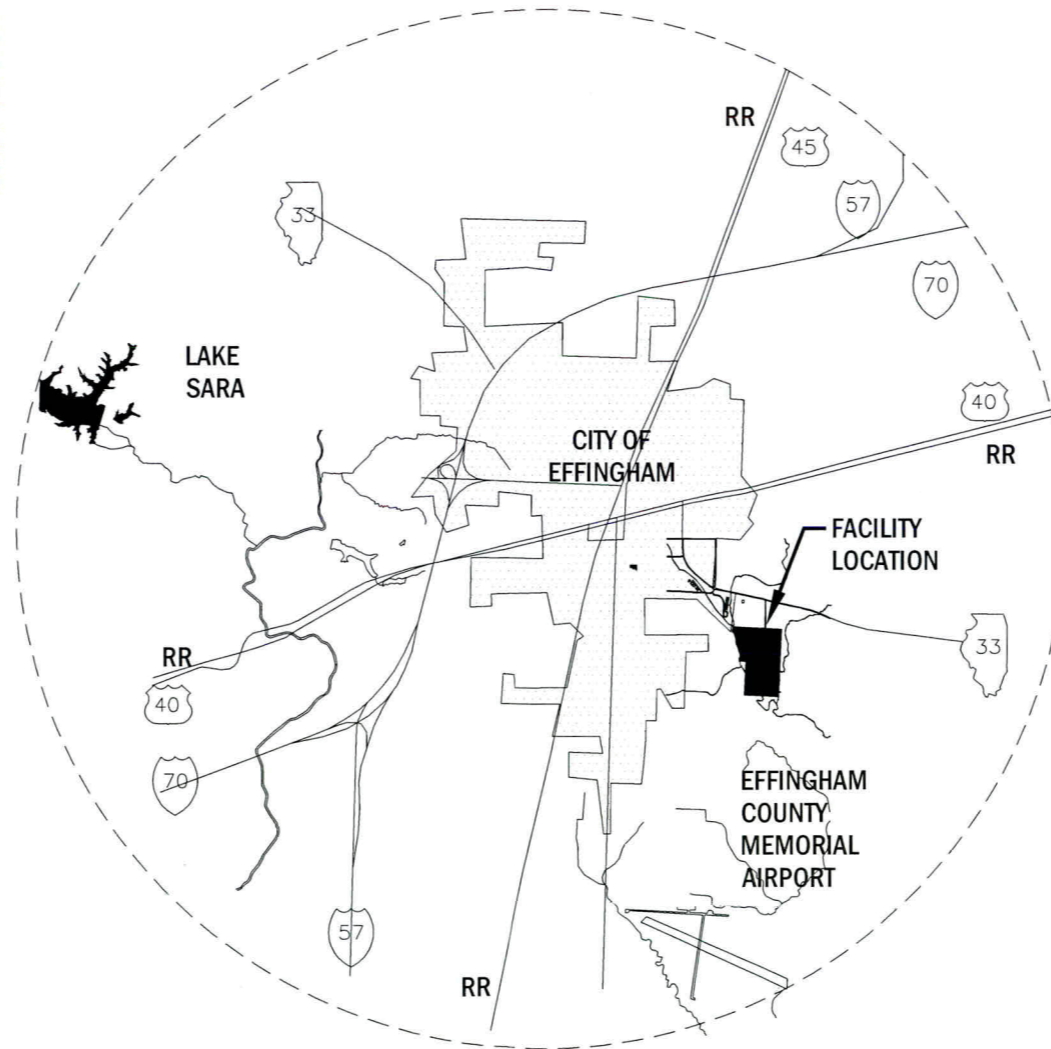 RR
45
57
33
70
LAKE
SARA
40
CITY OF
EFFINGHAM
RR
FACILITY
LOCATION
33
RR
40
70
EFFINGHAM
COUNTY
MEMORIAL
AIRPORT
57
RR